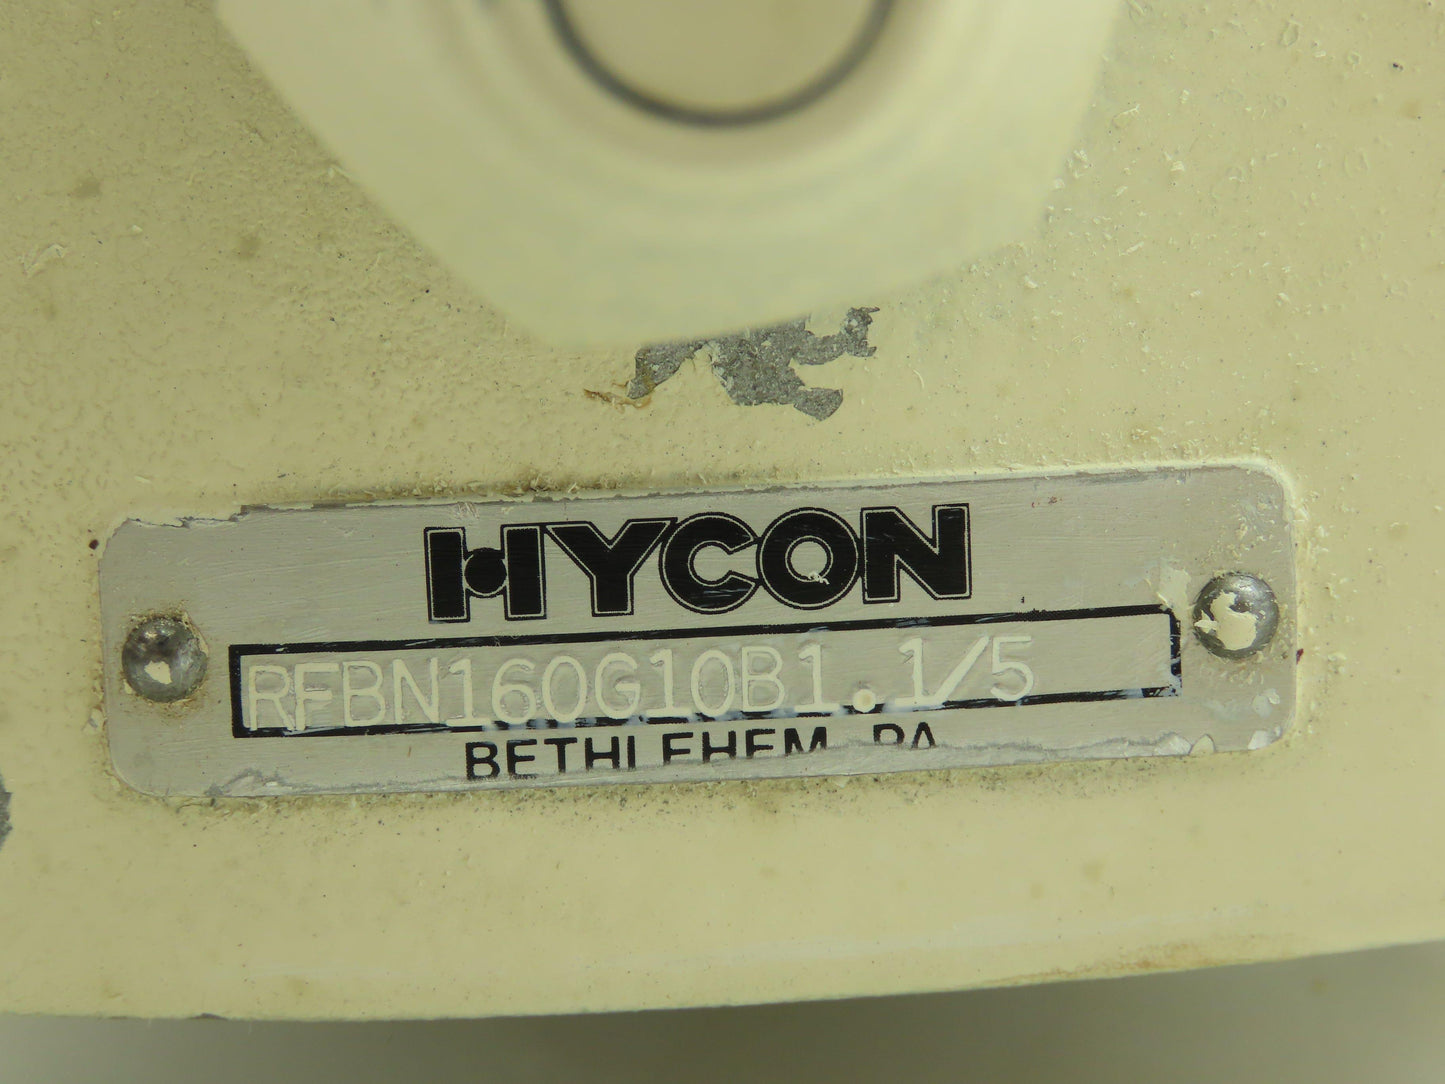 HYCON
RFBN160G10B1.1/5
BETHLEHEM, PA